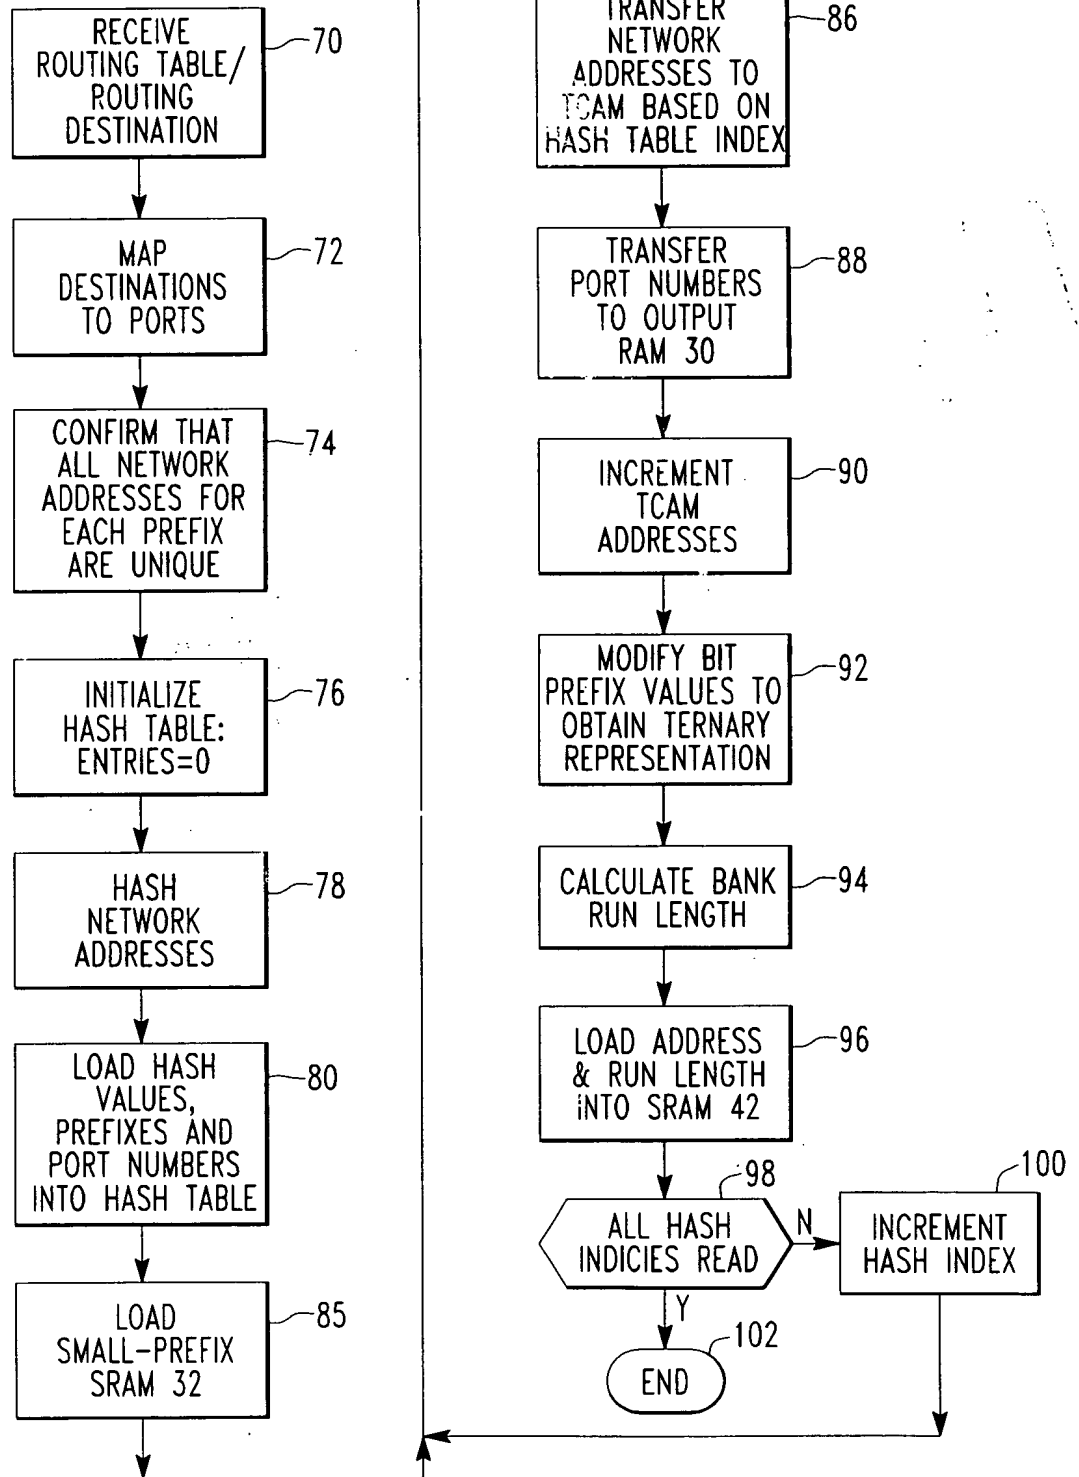 RECEIVE
ROUTING TABLE/
ROUTING
DESTINATION
70
MAP
DESTINATIONS
TO PORTS
72
CONFIRM THAT
ALL NETWORK
ADDRESSES FOR
EACH PREFIX
ARE UNIQUE
74
INITIALIZE
HASH TABLE:
ENTRIES=0
76
HASH
NETWORK
ADDRESSES
78
LOAD HASH
VALUES,
PREFIXES AND
PORT NUMBERS
INTO HASH TABLE
80
LOAD
SMALL-PREFIX
SRAM 32
85
TRANSFER
NETWORK
ADDRESSES TO
TCAM BASED ON
HASH TABLE INDEX
86
TRANSFER
PORT NUMBERS
TO OUTPUT
RAM 30
88
INCREMENT
TCAM
ADDRESSES
90
MODIFY BIT
PREFIX VALUES TO
OBTAIN TERNARY
REPRESENTATION
92
CALCULATE BANK
RUN LENGTH
94
LOAD ADDRESS
& RUN LENGTH
INTO SRAM 42
96
ALL HASH
INDICIES READ
98
N
INCREMENT
HASH INDEX
100
Y
END
102